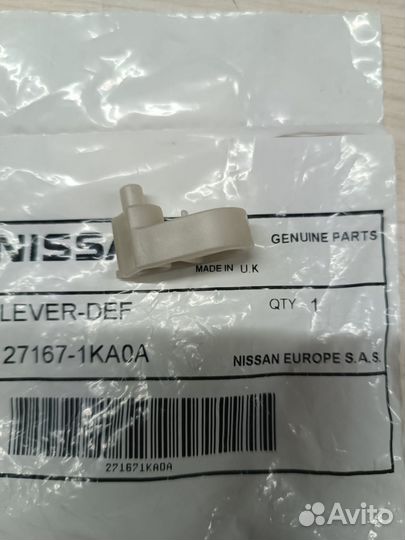 NISSA
GENUINE PARTS
MADE IN U.K
LEVER-DEF
QTY 1
27167-1KA0A
NISSAN EUROPE S.A.S.
271671KA0A
Avito